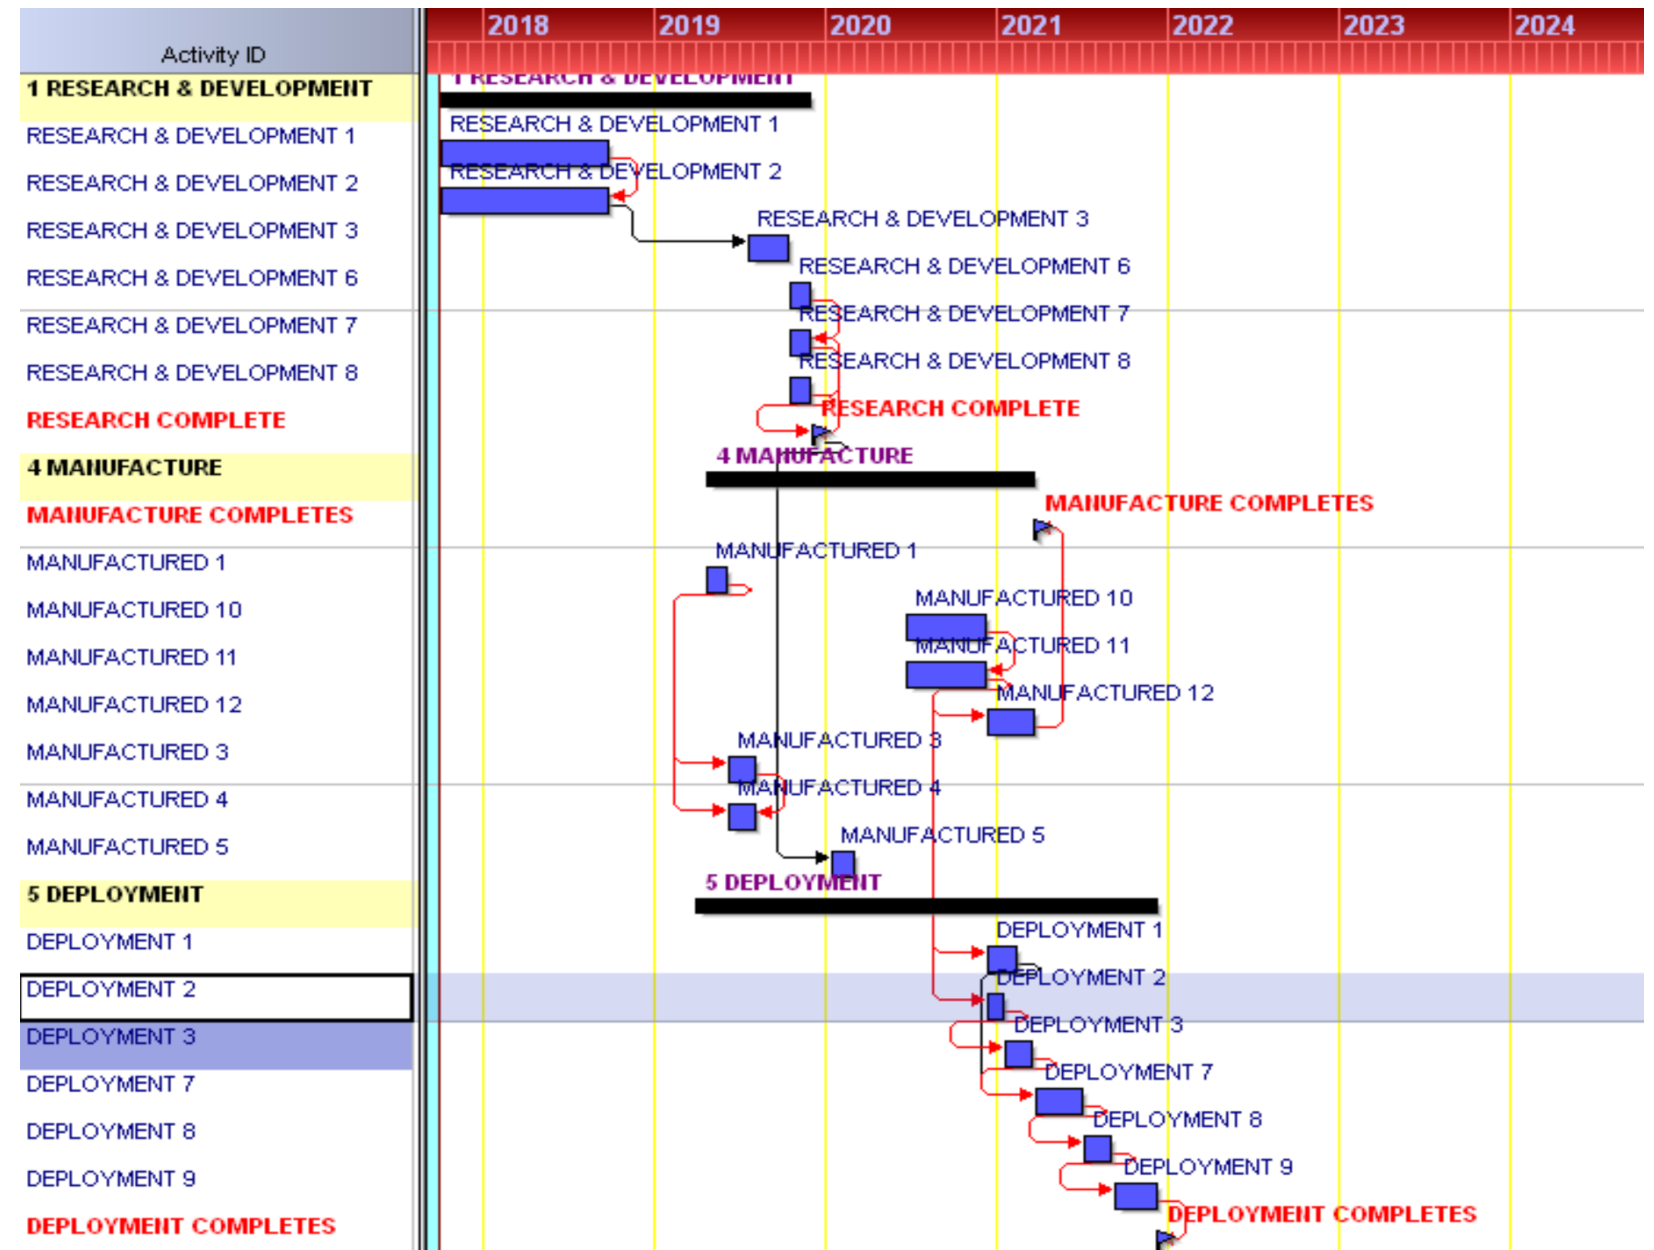 2018 2019 2020 2021 2022 2023 2024
Activity ID
1 RESEARCH & DEVELOPMENT 1 RESEARCH & DEVELOPMENT
RESEARCH & DEVELOPMENT 1 RESEARCH & DEVELOPMENT 1
RESEARCH & DEVELOPMENT 2 RESEARCH & DEVELOPMENT 2
RESEARCH & DEVELOPMENT 3 RESEARCH & DEVELOPMENT 3
RESEARCH & DEVELOPMENT 6 RESEARCH & DEVELOPMENT 6
RESEARCH & DEVELOPMENT 7 RESEARCH & DEVELOPMENT 7
RESEARCH & DEVELOPMENT 8 RESEARCH & DEVELOPMENT 8
RESEARCH COMPLETE RESEARCH COMPLETE
4 MANUFACTURE 4 MANUFACTURE
MANUFACTURE COMPLETES MANUFACTURE COMPLETES
MANUFACTURED 1 MANUFACTURED 1
MANUFACTURED 10 MANUFACTURED 10
MANUFACTURED 11 MANUFACTURED 11
MANUFACTURED 12 MANUFACTURED 12
MANUFACTURED 3 MANUFACTURED 3
MANUFACTURED 4 MANUFACTURED 4
MANUFACTURED 5 MANUFACTURED 5
5 DEPLOYMENT 5 DEPLOYMENT
DEPLOYMENT 1 DEPLOYMENT 1
DEPLOYMENT 2 DEPLOYMENT 2
DEPLOYMENT 3 DEPLOYMENT 3
DEPLOYMENT 7 DEPLOYMENT 7
DEPLOYMENT 8 DEPLOYMENT 8
DEPLOYMENT 9 DEPLOYMENT 9
DEPLOYMENT COMPLETES DEPLOYMENT COMPLETES